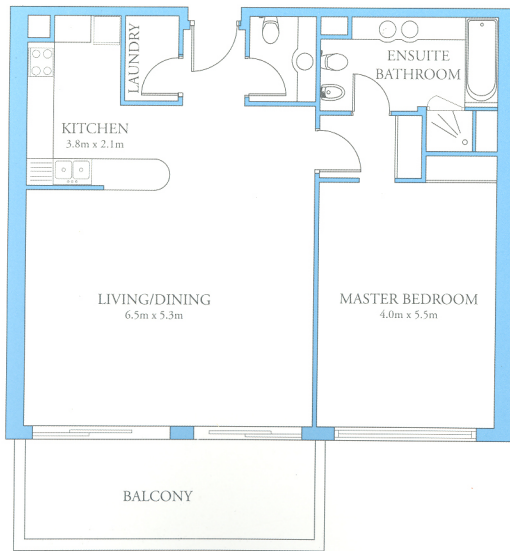 LAUNDRY
ENSUITE
BATHROOM
KITCHEN
3.8m x 2.1m
LIVING/DINING
6.5m x 5.3m
MASTER BEDROOM
4.0m x 5.5m
BALCONY